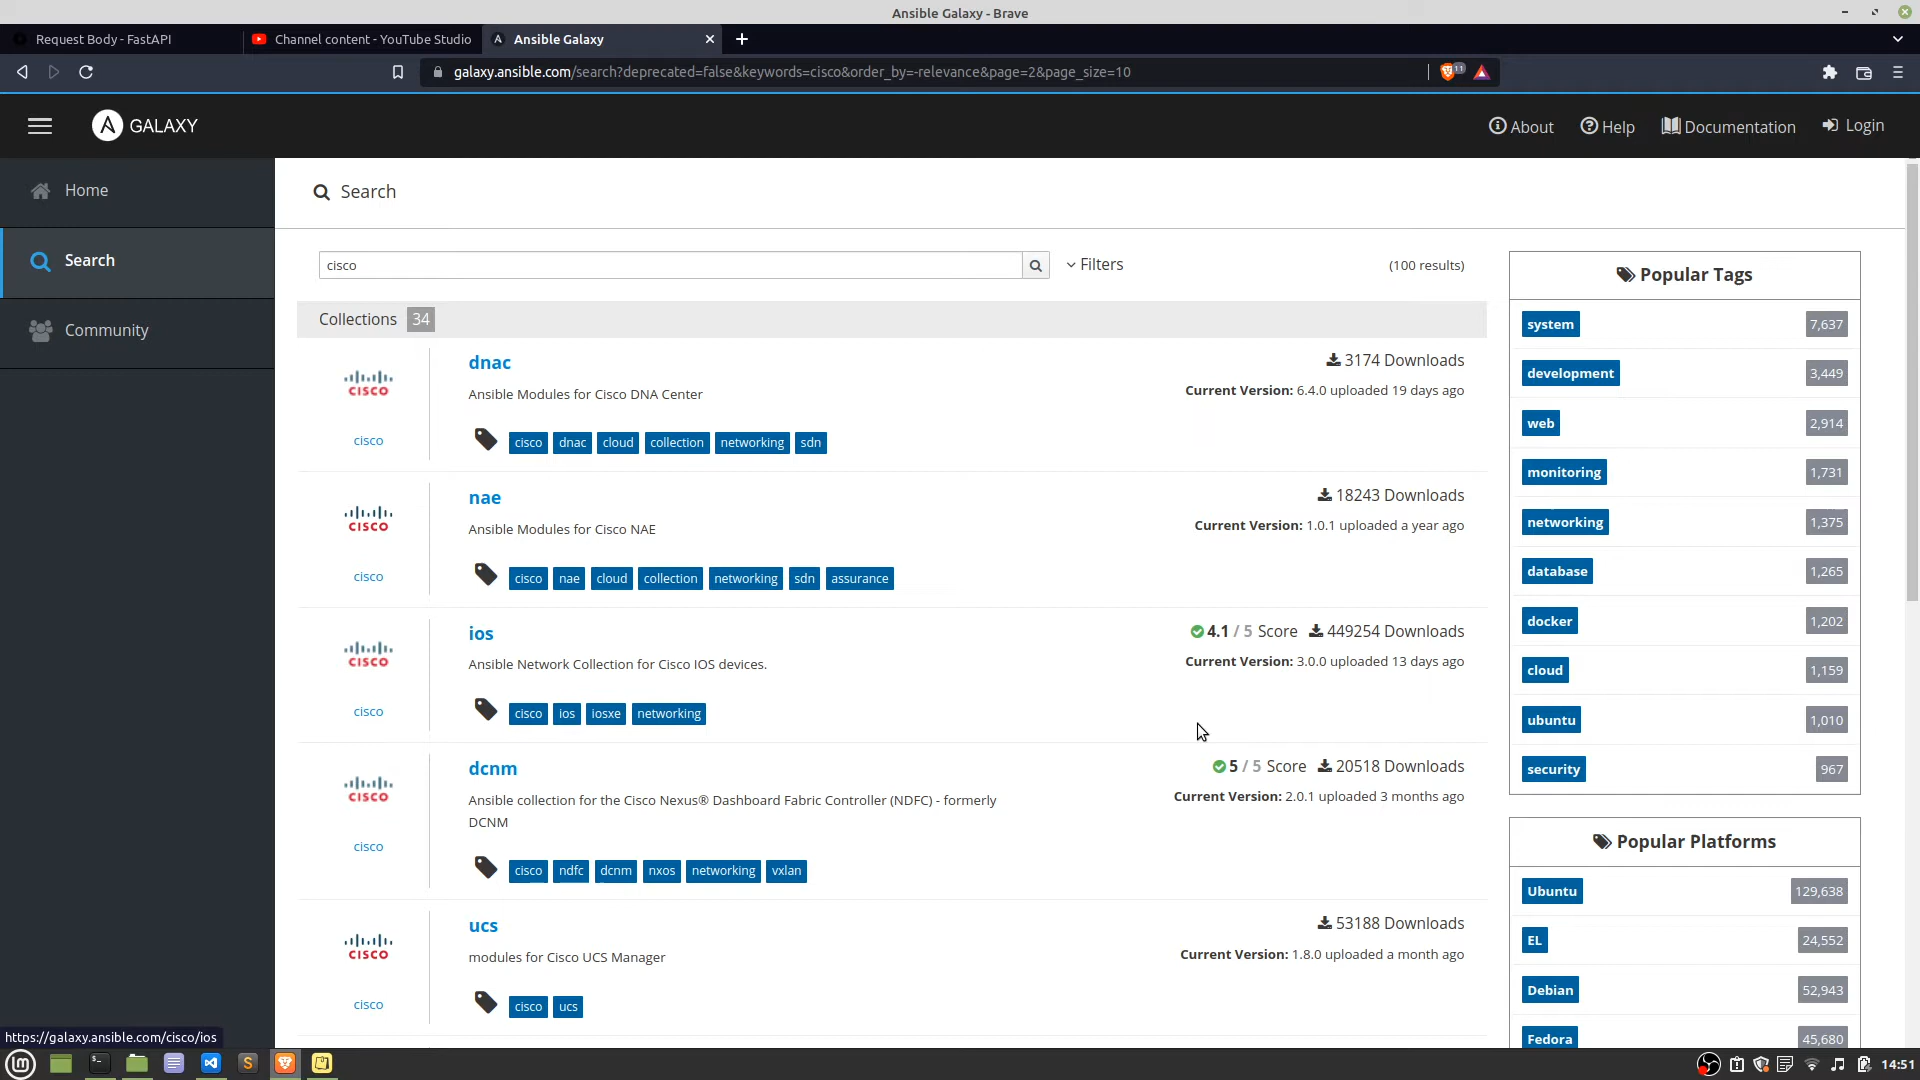 Ansible Galaxy - Brave
Request Body - FastAPI
Channel content - YouTube Studio
Ansible Galaxy
galaxy.ansible.com/search?deprecated=false&keywords=cisco&order_by=-relevance&page=2&page_size=10
11
GALAXY
About
Help
Documentation
Login
Home
Search
Community
Search
cisco
Filters
(100 results)
Collections 34
CISCO
cisco
dnac
Ansible Modules for Cisco DNA Center
cisco dnac cloud collection networking sdn
3174 Downloads
Current Version: 6.4.0 uploaded 19 days ago
CISCO
cisco
nae
Ansible Modules for Cisco NAE
cisco nae cloud collection networking sdn assurance
18243 Downloads
Current Version: 1.0.1 uploaded a year ago
CISCO
cisco
ios
Ansible Network Collection for Cisco IOS devices.
cisco ios iosxe networking
4.1 / 5 Score 449254 Downloads
Current Version: 3.0.0 uploaded 13 days ago
CISCO
cisco
dcnm
Ansible collection for the Cisco Nexus® Dashboard Fabric Controller (NDFC) - formerly
DCNM
cisco ndfc dcnm nxos networking vxlan
5 / 5 Score 20518 Downloads
Current Version: 2.0.1 uploaded 3 months ago
CISCO
cisco
ucs
modules for Cisco UCS Manager
cisco ucs
53188 Downloads
Current Version: 1.8.0 uploaded a month ago
Popular Tags
system 7,637
development 3,449
web 2,914
monitoring 1,731
networking 1,375
database 1,265
docker 1,202
cloud 1,159
ubuntu 1,010
security 967
Popular Platforms
Ubuntu 129,638
EL 24,552
Debian 52,943
Fedora 45,680
https://galaxy.ansible.com/cisco/ios
14:51